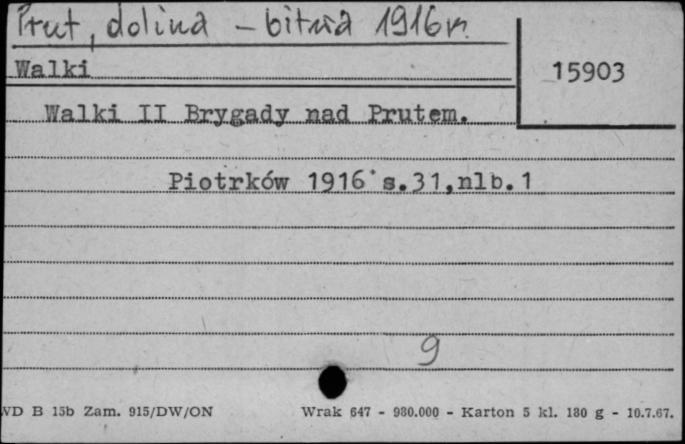 Prut, dolina - bitwa 1916 r.
Walki
15903
Walki II Brygady nad Prutem.
Piotrków 1916 s.31,nlb.1
9
WD B 15b Zam. 915/DW/ON Wrak 647 - 980.000 - Karton 5 kl. 180 g - 10.7.67.